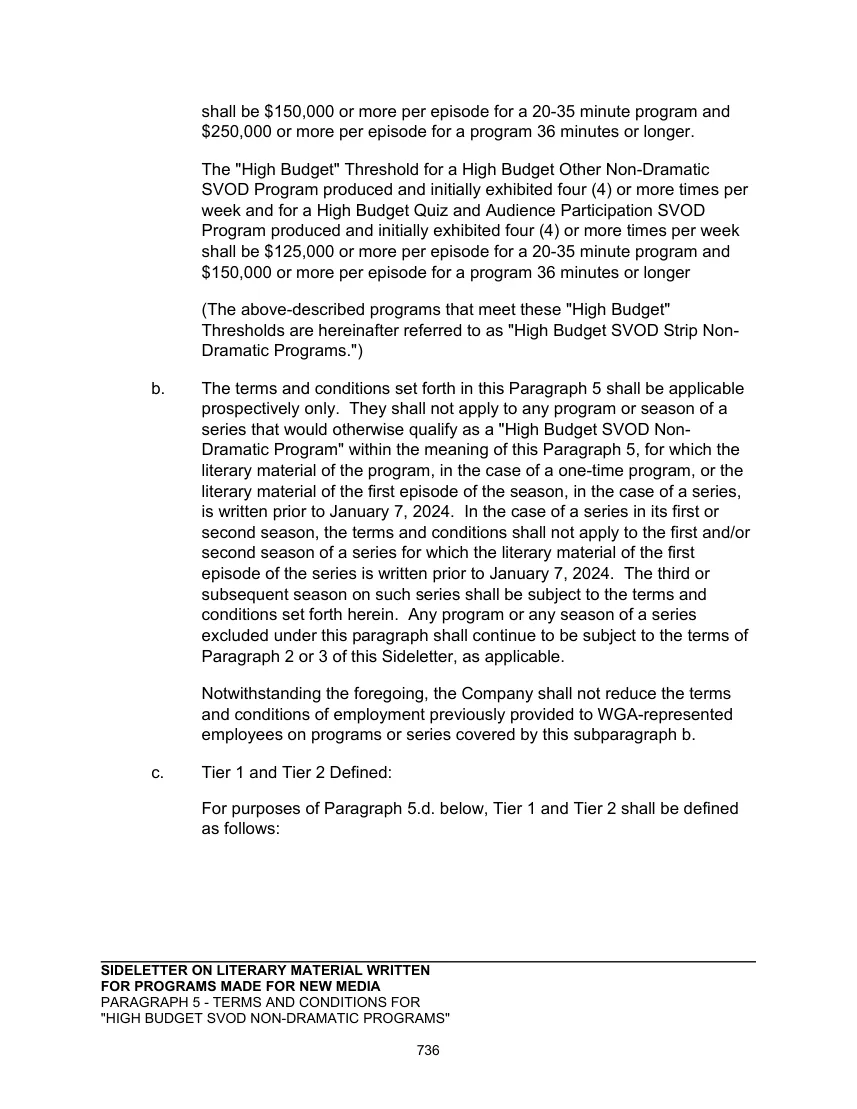 shall be $150,000 or more per episode for a 20-35 minute program and
$250,000 or more per episode for a program 36 minutes or longer.
The "High Budget" Threshold for a High Budget Other Non-Dramatic
SVOD Program produced and initially exhibited four (4) or more times per
week and for a High Budget Quiz and Audience Participation SVOD
Program produced and initially exhibited four (4) or more times per week
shall be $125,000 or more per episode for a 20-35 minute program and
$150,000 or more per episode for a program 36 minutes or longer
(The above-described programs that meet these "High Budget"
Thresholds are hereinafter referred to as "High Budget SVOD Strip Non-
Dramatic Programs.")
b. The terms and conditions set forth in this Paragraph 5 shall be applicable
prospectively only. They shall not apply to any program or season of a
series that would otherwise qualify as a "High Budget SVOD Non-
Dramatic Program" within the meaning of this Paragraph 5, for which the
literary material of the program, in the case of a one-time program, or the
literary material of the first episode of the season, in the case of a series,
is written prior to January 7, 2024. In the case of a series in its first or
second season, the terms and conditions shall not apply to the first and/or
second season of a series for which the literary material of the first
episode of the series is written prior to January 7, 2024. The third or
subsequent season on such series shall be subject to the terms and
conditions set forth herein. Any program or any season of a series
excluded under this paragraph shall continue to be subject to the terms of
Paragraph 2 or 3 of this Sideletter, as applicable.
Notwithstanding the foregoing, the Company shall not reduce the terms
and conditions of employment previously provided to WGA-represented
employees on programs or series covered by this subparagraph b.
c. Tier 1 and Tier 2 Defined:
For purposes of Paragraph 5.d. below, Tier 1 and Tier 2 shall be defined
as follows:
SIDELETTER ON LITERARY MATERIAL WRITTEN
FOR PROGRAMS MADE FOR NEW MEDIA
PARAGRAPH 5 - TERMS AND CONDITIONS FOR
"HIGH BUDGET SVOD NON-DRAMATIC PROGRAMS"
736